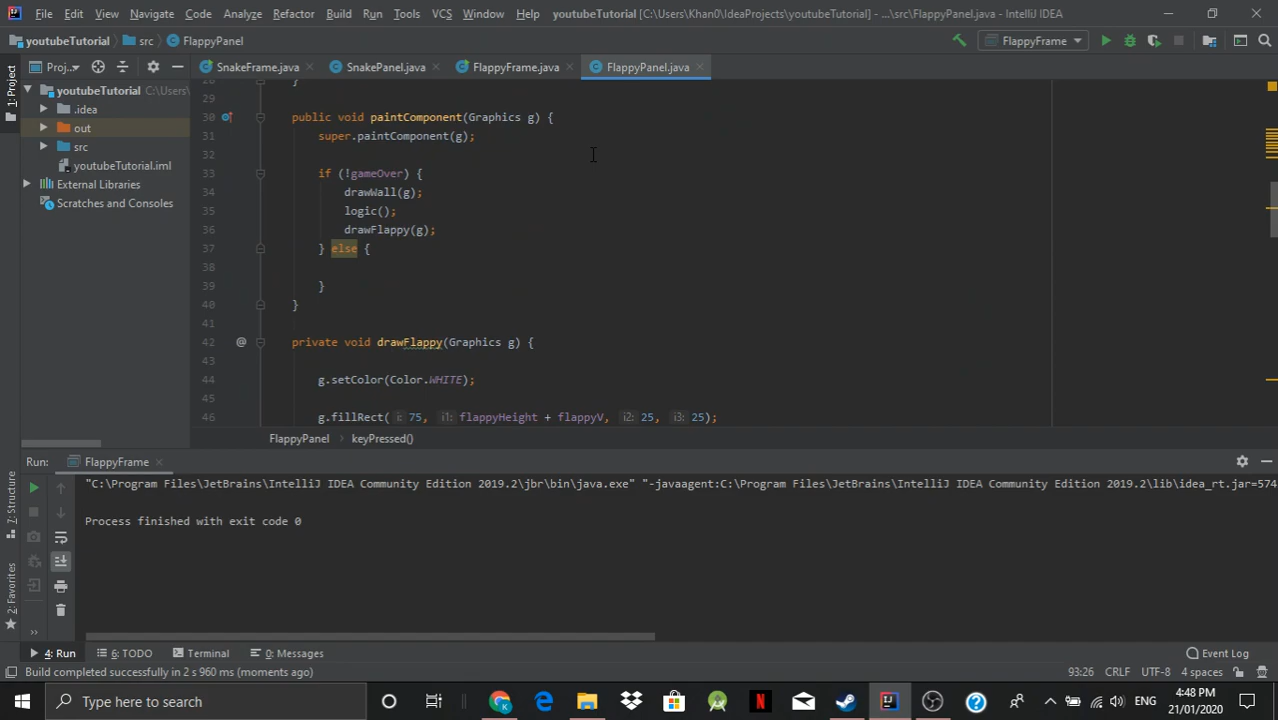 File Edit View Navigate Code Analyze Refactor Build Run Tools VCS Window Help youtubeTutorial [C:\Users\Khan0\IdeaProjects\youtubeTutorial] - ...\src\FlappyPanel.java - IntelliJ IDEA
youtubeTutorial src FlappyPanel FlappyFrame
1: Project Proj... SnakeFrame.java SnakePanel.java FlappyFrame.java FlappyPanel.java
youtubeTutorial C:\Users\
.idea
out
src
youtubeTutorial.iml
External Libraries
Scratches and Consoles
28 }
29
30 public void paintComponent(Graphics g) {
31 super.paintComponent(g);
32
33 if (!gameOver) {
34 drawWall(g);
35 logic();
36 drawFlappy(g);
37 } else {
38
39 }
40 }
41
42 @ private void drawFlappy(Graphics g) {
43
44 g.setColor(Color.WHITE);
45
46 g.fillRect( i: 75, i1: flappyHeight + flappyV, i2: 25, i3: 25);
FlappyPanel keyPressed()
Run: FlappyFrame
"C:\Program Files\JetBrains\IntelliJ IDEA Community Edition 2019.2\jbr\bin\java.exe" "-javaagent:C:\Program Files\JetBrains\IntelliJ IDEA Community Edition 2019.2\lib\idea_rt.jar=574
Process finished with exit code 0
Z: Structure
2: Favorites
4: Run 6: TODO Terminal 0: Messages Event Log
Build completed successfully in 2 s 960 ms (moments ago) 93:26 CRLF UTF-8 4 spaces
Type here to search ENG 4:48 PM
21/01/2020